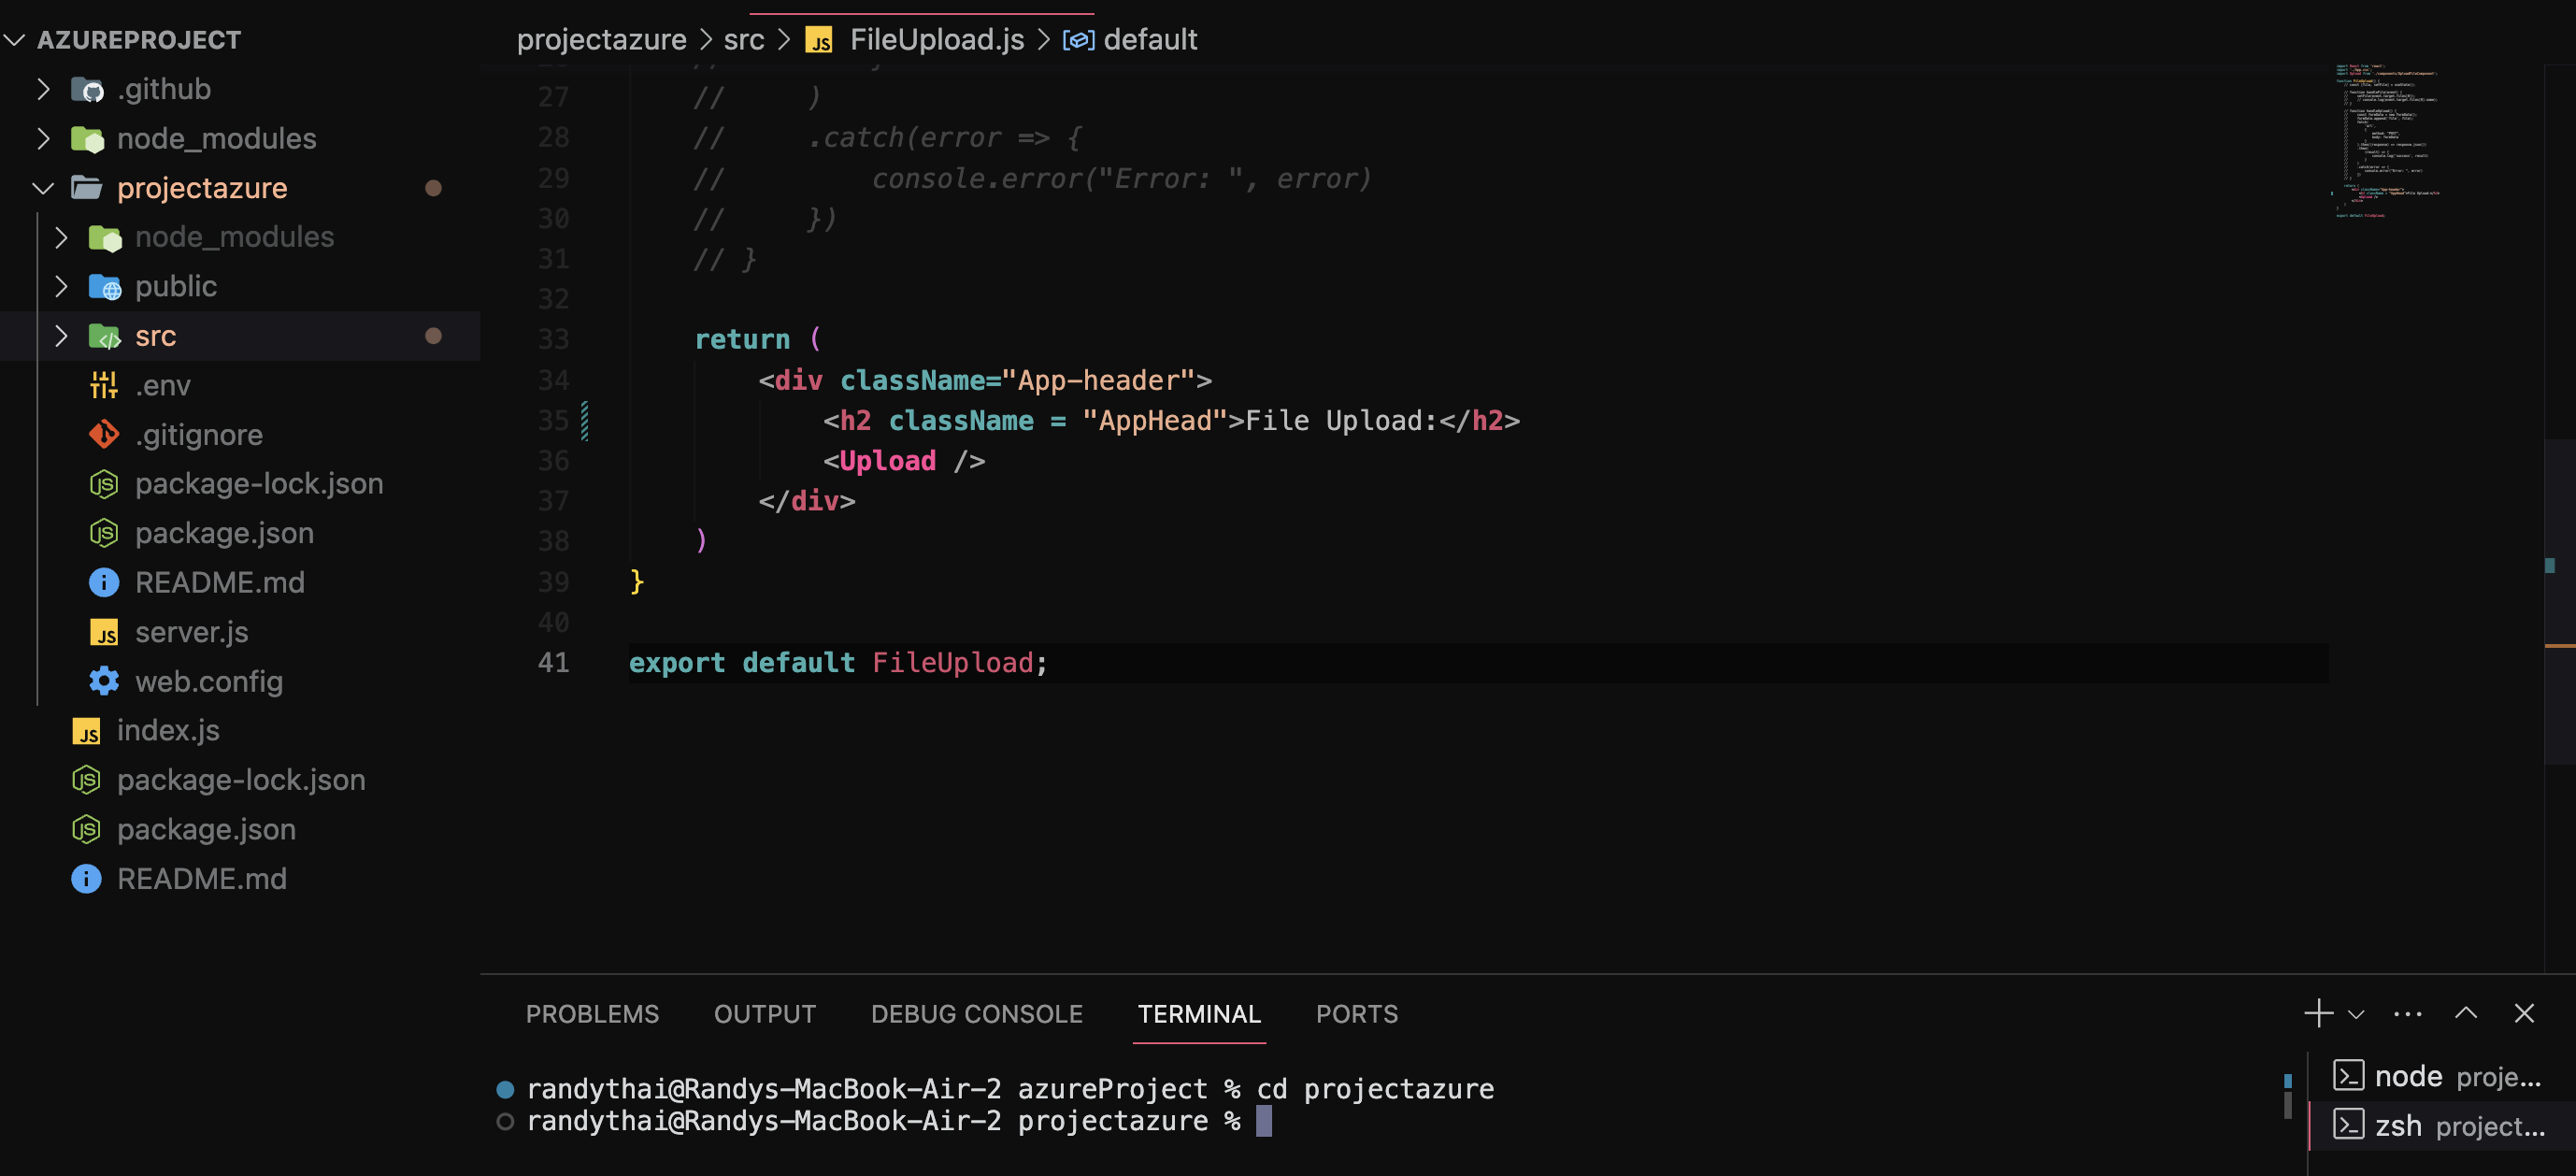 AZUREPROJECT
.github
node_modules
projectazure
node_modules
public
src
.env
.gitignore
package-lock.json
package.json
README.md
server.js
web.config
index.js
package-lock.json
package.json
README.md
projectazure > src > JS FileUpload.js > default
27 // )
28 // .catch(error => {
29 // console.error("Error: ", error)
30 // })
31 // }
32
33 return (
34 <div className="App-header">
35 <h2 className = "AppHead">File Upload:</h2>
36 <Upload />
37 </div>
38 )
39 }
40
41 export default FileUpload;
PROBLEMS OUTPUT DEBUG CONSOLE TERMINAL PORTS
randythai@Randys-MacBook-Air-2 azureProject % cd projectazure
randythai@Randys-MacBook-Air-2 projectazure %
node proje...
zsh project...